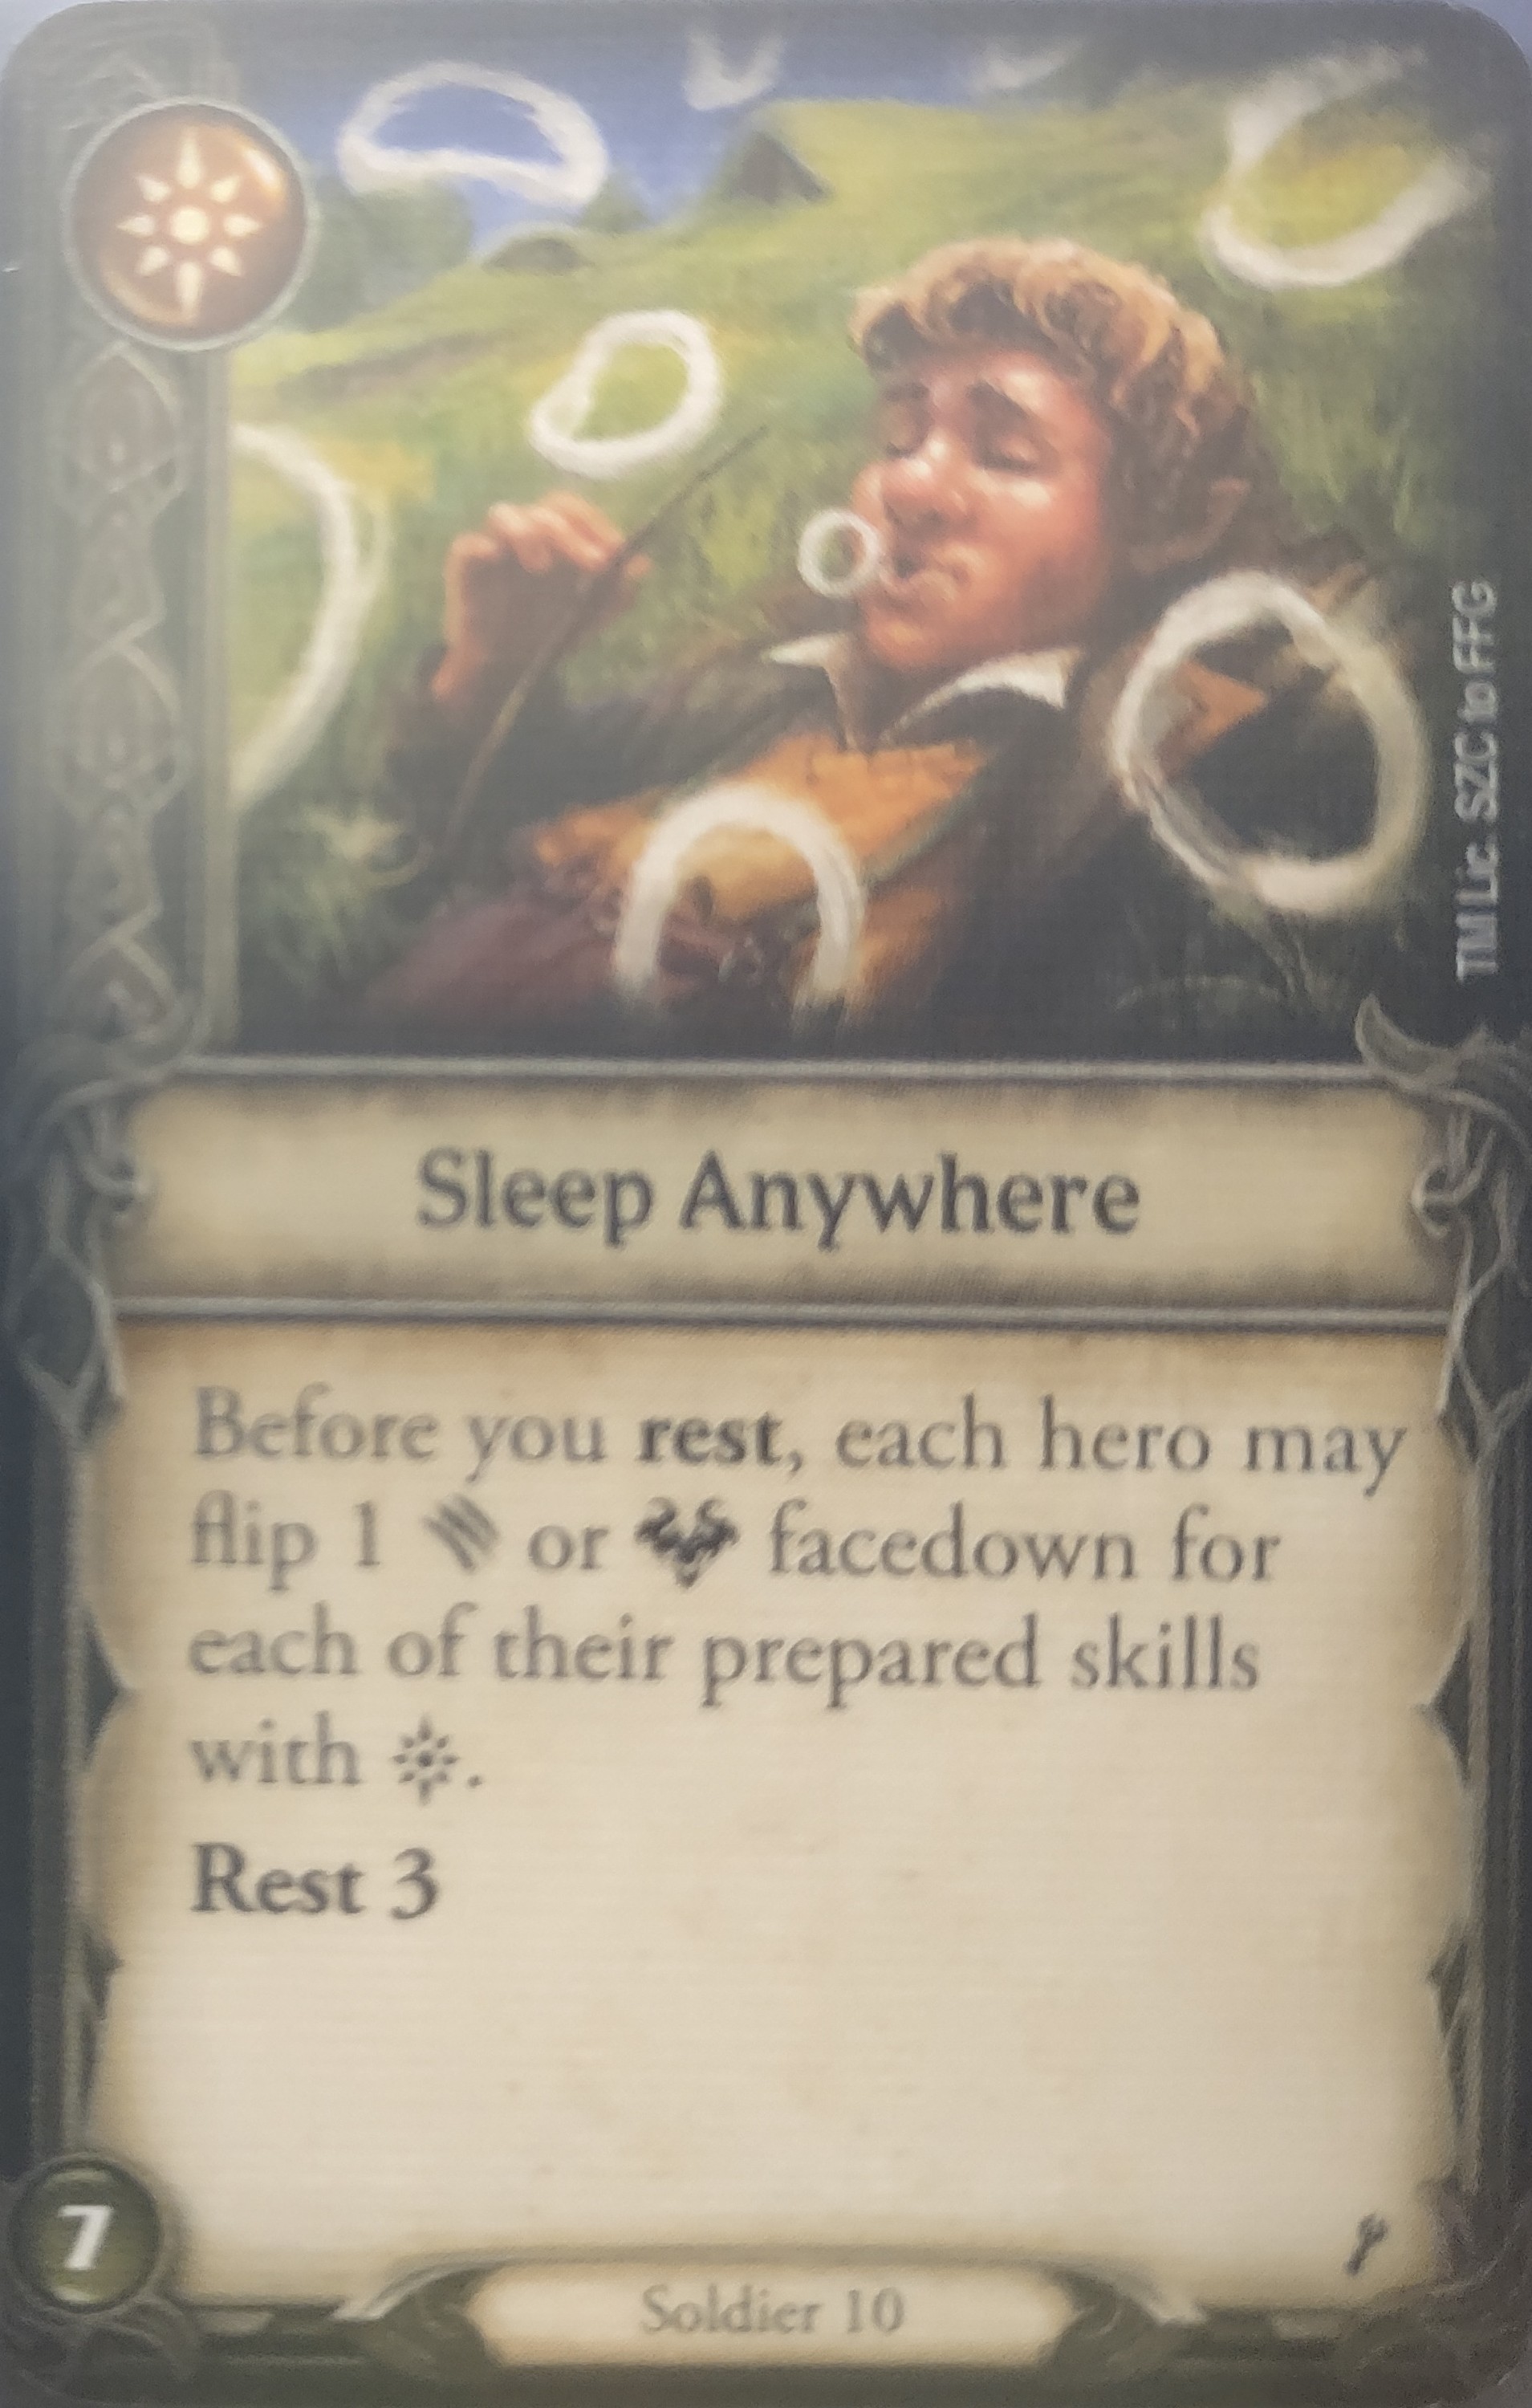 TM Lic. SZC to FFG
Sleep Anywhere
Before you rest, each hero may
flip 1 or facedown for
each of their prepared skills
with .
Rest 3
7
Soldier 10